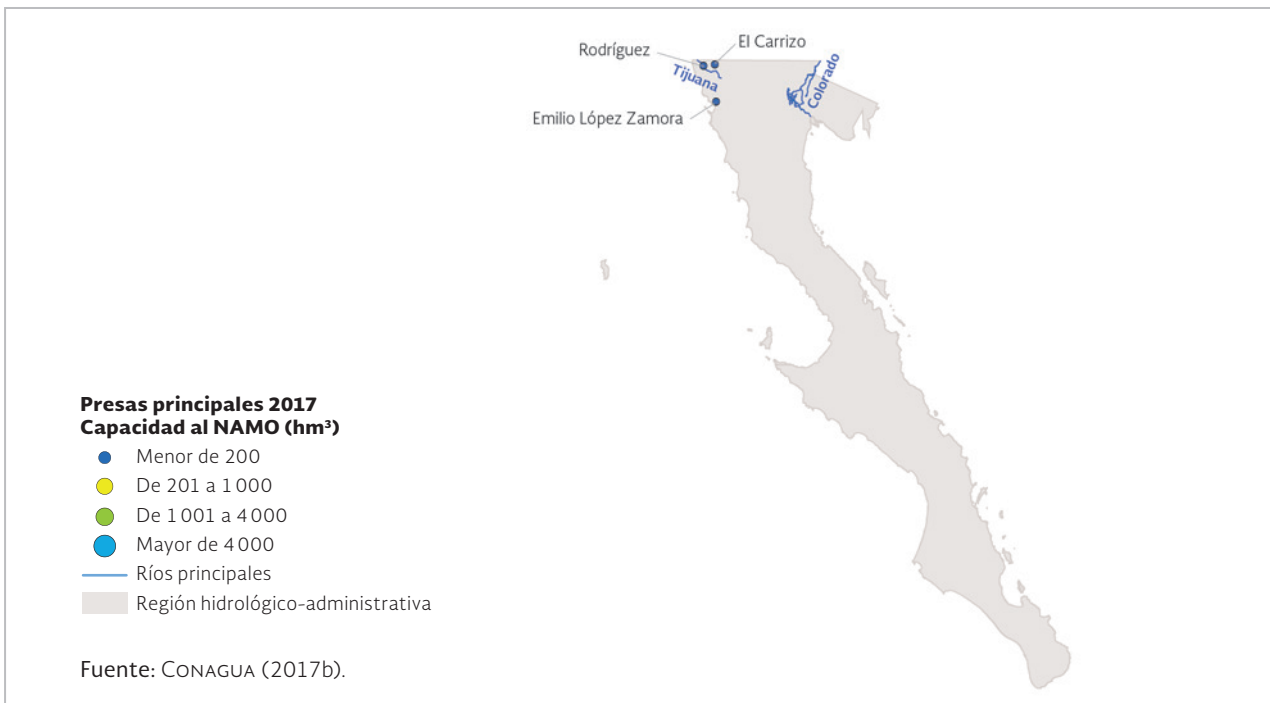 Rodríguez
El Carrizo
Tijuana
Colorado
Emilio López Zamora
Presas principales 2017
Capacidad al NAMO (hm³)
Menor de 200
De 201 a 1 000
De 1 001 a 4 000
Mayor de 4 000
Ríos principales
Región hidrológico-administrativa
Fuente: CONAGUA (2017b).